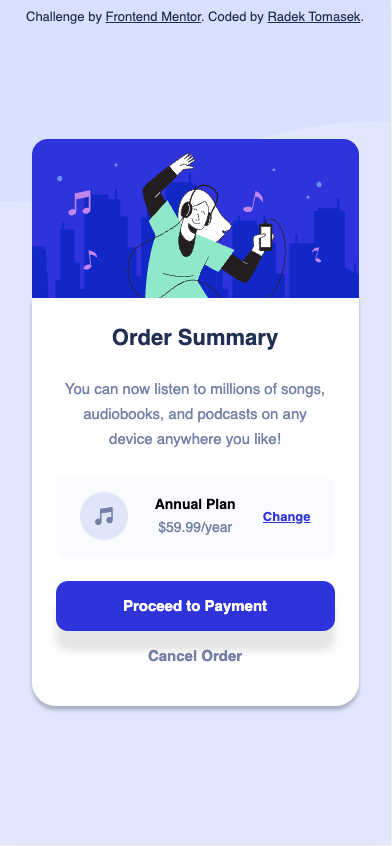 Challenge by Frontend Mentor. Coded by Radek Tomasek.
Order Summary
You can now listen to millions of songs,
audiobooks, and podcasts on any
device anywhere you like!
Annual Plan
$59.99/year
Change
Proceed to Payment
Cancel Order